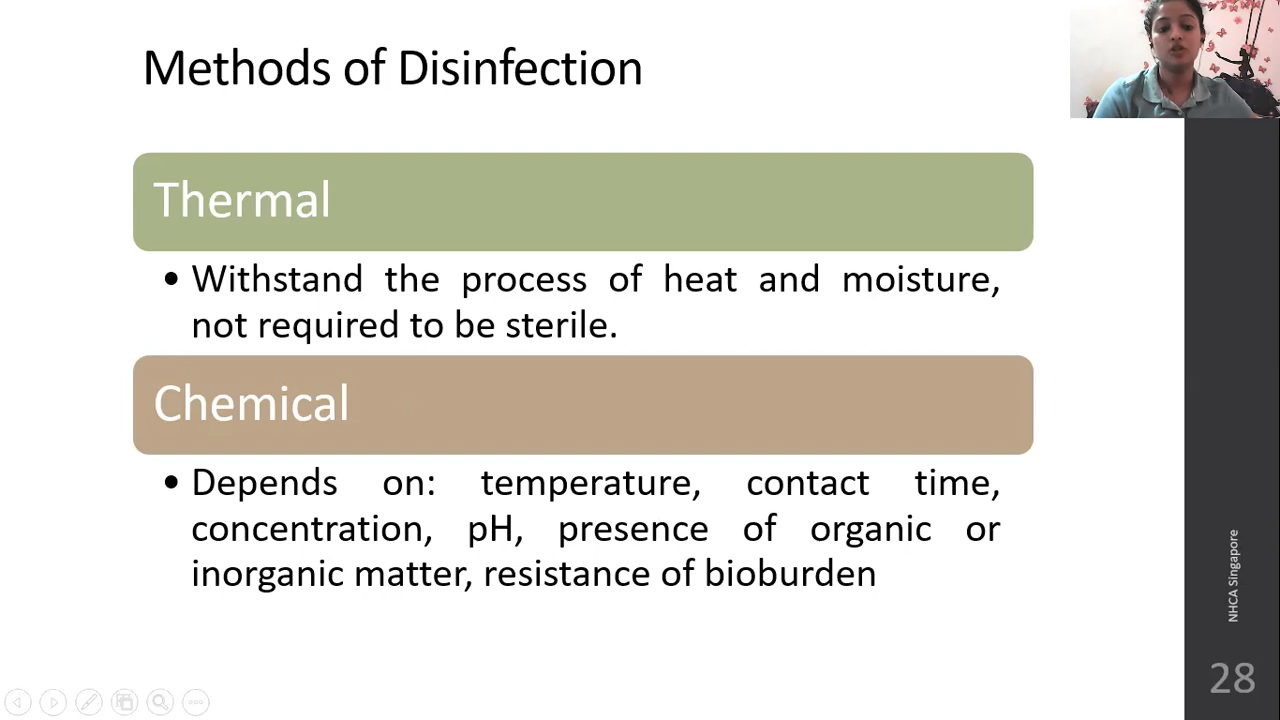 Methods of Disinfection
Thermal
• Withstand the process of heat and moisture,
not required to be sterile.
Chemical
• Depends on: temperature, contact time,
concentration, pH, presence of organic or
inorganic matter, resistance of bioburden
NHCA Singapore
28